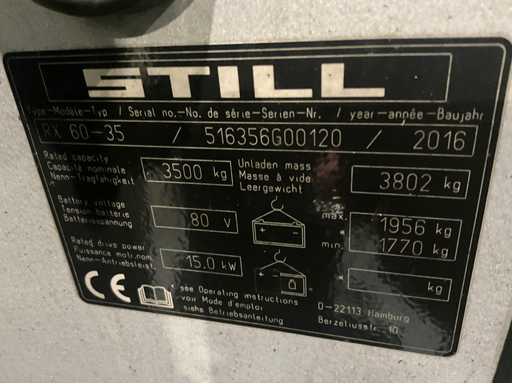 STILL
Type-Modèle-Typ / Serial no.-No. de série-Serien-Nr. / year-année-Baujahr
RX 60-35 / 516356G00120 / 2016
Rated capacity
Capacité nominale
Nenn-Tragfähigkeit
3500 kg
Unladen mass
Masse à vide
Leergewicht
3802 kg
Battery voltage
Tension batterie
Batteriespannung
80 V
max. 1956 kg
min. 1770 kg
Rated drive power
Puissance motr.nom.
Nenn-Antriebsleist.
15.0 kW
* * kg
CE
* see Operating instructions
voir Mode d'emploi
siehe Betriebsanleitung
D-22113 Hamburg
Berzeliusstr. 10